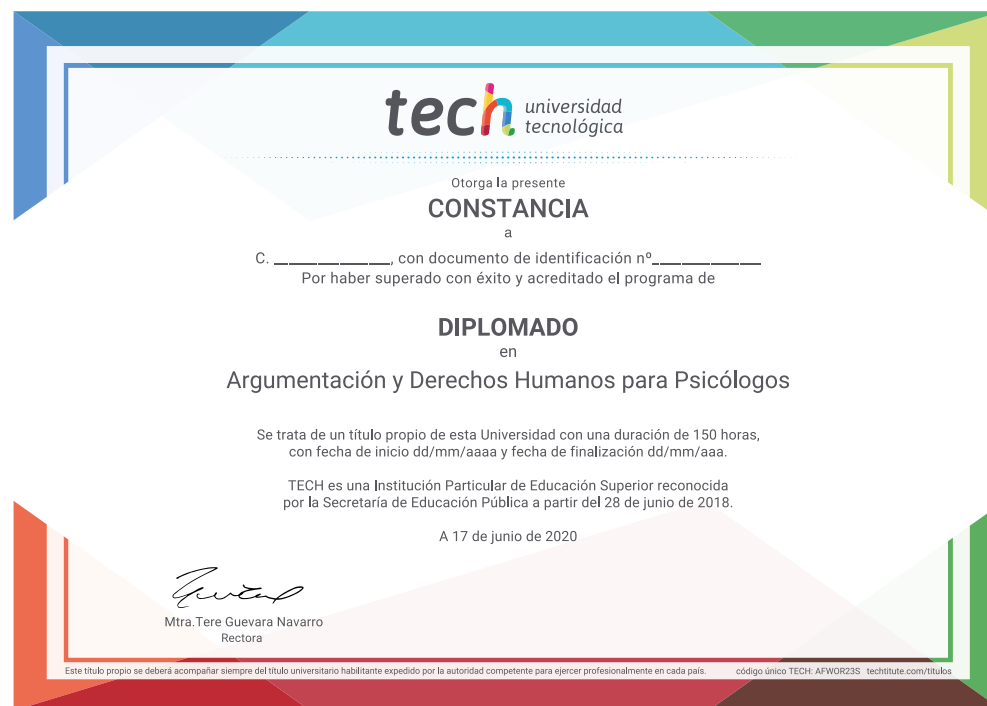 tech universidad
tecnológica
Otorga la presente
CONSTANCIA
a
C. ______________, con documento de identificación nº_____________
Por haber superado con éxito y acreditado el programa de
DIPLOMADO
en
Argumentación y Derechos Humanos para Psicólogos
Se trata de un título propio de esta Universidad con una duración de 150 horas,
con fecha de inicio dd/mm/aaaa y fecha de finalización dd/mm/aaa.
TECH es una Institución Particular de Educación Superior reconocida
por la Secretaría de Educación Pública a partir del 28 de junio de 2018.
A 17 de junio de 2020
Mtra.Tere Guevara Navarro
Rectora
Este título propio se deberá acompañar siempre del título universitario habilitante expedido por la autoridad competente para ejercer profesionalmente en cada país. código único TECH: AFWOR23S techtitute.com/titulos